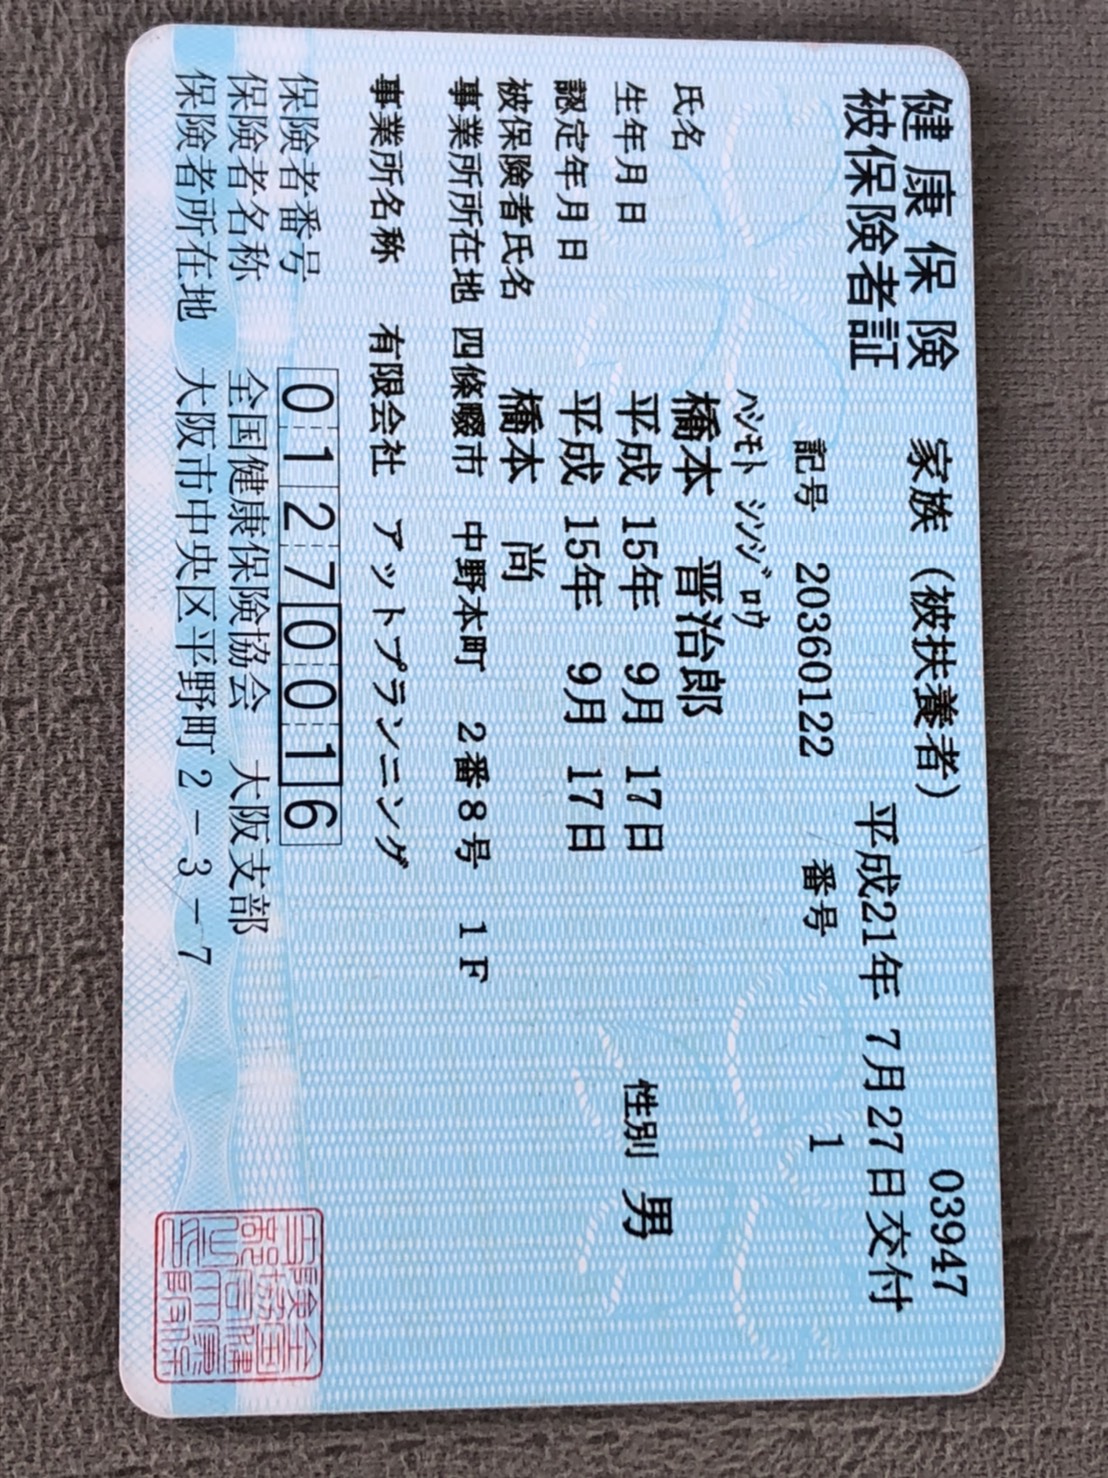 健康保険 家族（被扶養者） 03947
被保険者証 平成21年 7月27日交付
記号 20360122 番号 1
ﾊｼﾓﾄ ｼﾝｼﾞﾛｳ
氏名 橋本 晋治郎
生年月日 平成 15年 9月 17日 性別 男
認定年月日 平成 15年 9月 17日
被保険者氏名 橋本 尚
事業所所在地 四條畷市 中野本町 2番8号 1F
事業所名称 有限会社 アットプランニング
保険者番号 01270016
保険者名称 全国健康保険協会 大阪支部
保険者所在地 大阪市中央区平野町2-3-7